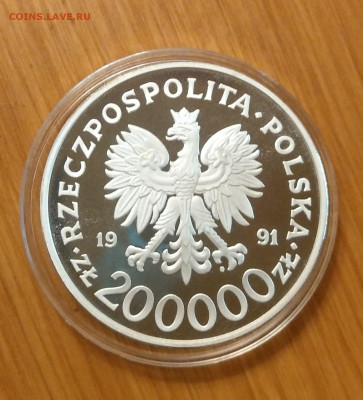 COINS.LAVE.RU
RZECZPOSPOLITA · POLSKA
19 91
ZŁ 200000 ZŁ